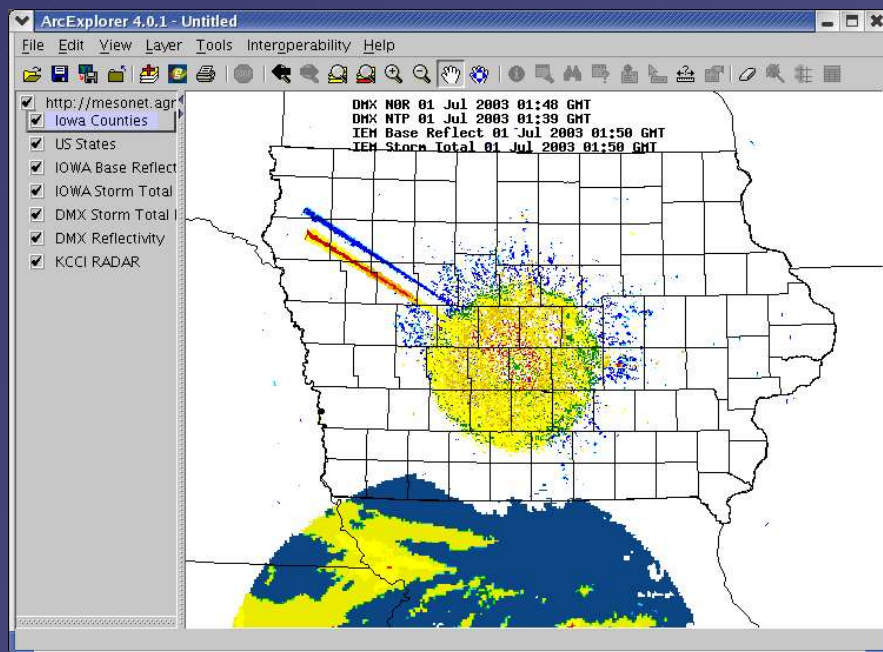 ArcExplorer 4.0.1 - Untitled
File Edit View Layer Tools Interoperability Help
http://mesonet.agr
Iowa Counties
US States
IOWA Base Reflect
IOWA Storm Total
DMX Storm Total
DMX Reflectivity
KCCI RADAR
DMX N0R 01 Jul 2003 01:48 GMT
DMX NTP 01 Jul 2003 01:39 GMT
IEM Base Reflect 01 Jul 2003 01:50 GMT
IEM Storm Total 01 Jul 2003 01:50 GMT